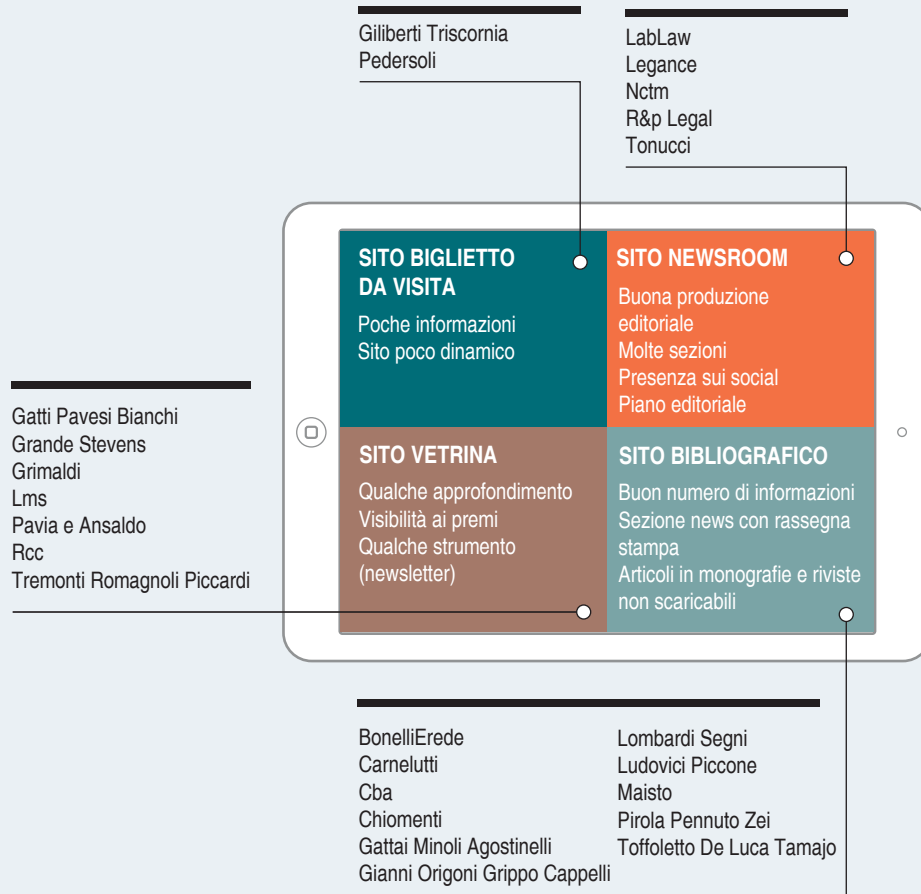 Giliberti Triscornia
Pedersoli
LabLaw
Legance
Nctm
R&p Legal
Tonucci
SITO BIGLIETTO
DA VISITA
Poche informazioni
Sito poco dinamico
SITO NEWSROOM
Buona produzione
editoriale
Molte sezioni
Presenza sui social
Piano editoriale
Gatti Pavesi Bianchi
Grande Stevens
Grimaldi
Lms
Pavia e Ansaldo
Rcc
Tremonti Romagnoli Piccardi
SITO VETRINA
Qualche approfondimento
Visibilità ai premi
Qualche strumento
(newsletter)
SITO BIBLIOGRAFICO
Buon numero di informazioni
Sezione news con rassegna
stampa
Articoli in monografie e riviste
non scaricabili
BonelliErede
Carnelutti
Cba
Chiomenti
Gattai Minoli Agostinelli
Gianni Origoni Grippo Cappelli
Lombardi Segni
Ludovici Piccone
Maisto
Pirola Pennuto Zei
Toffoletto De Luca Tamajo